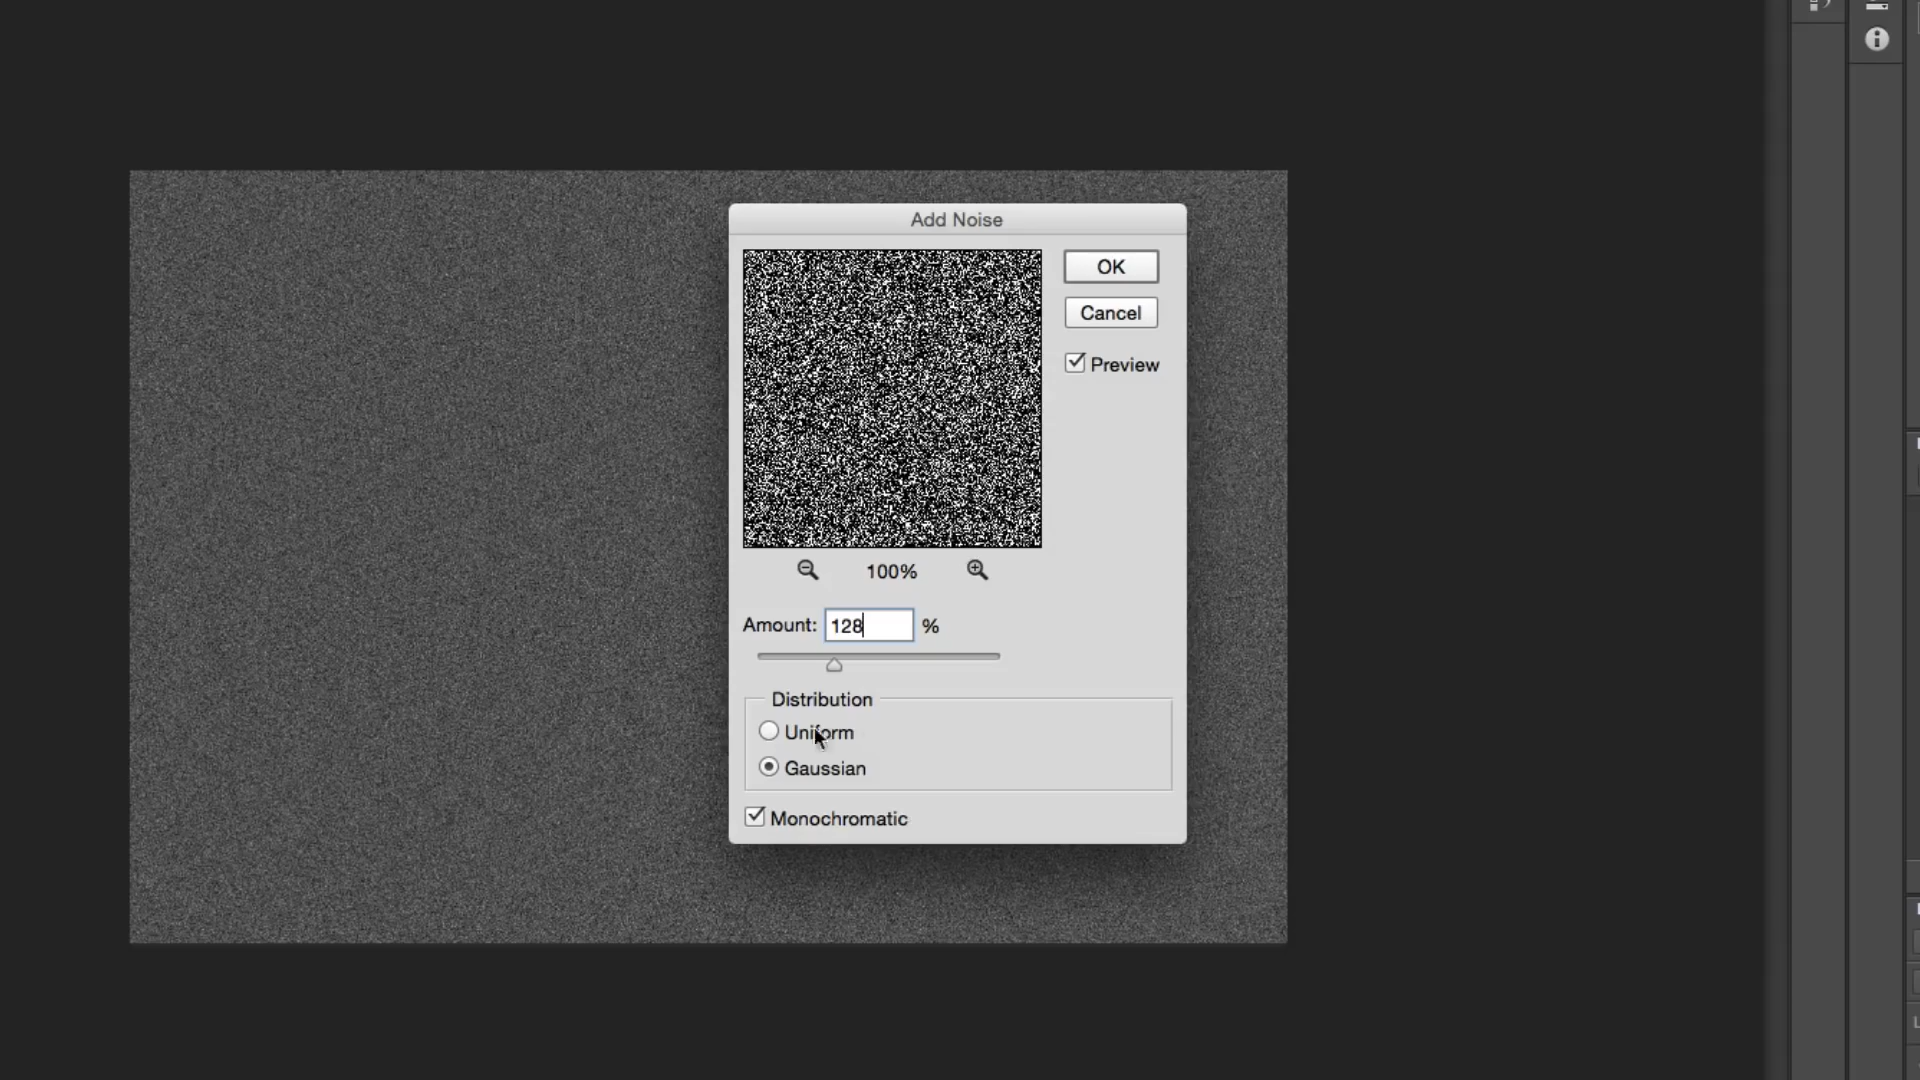 Add Noise
OK
Cancel
Preview
100%
Amount: 128 %
Distribution
Uniform
Gaussian
Monochromatic